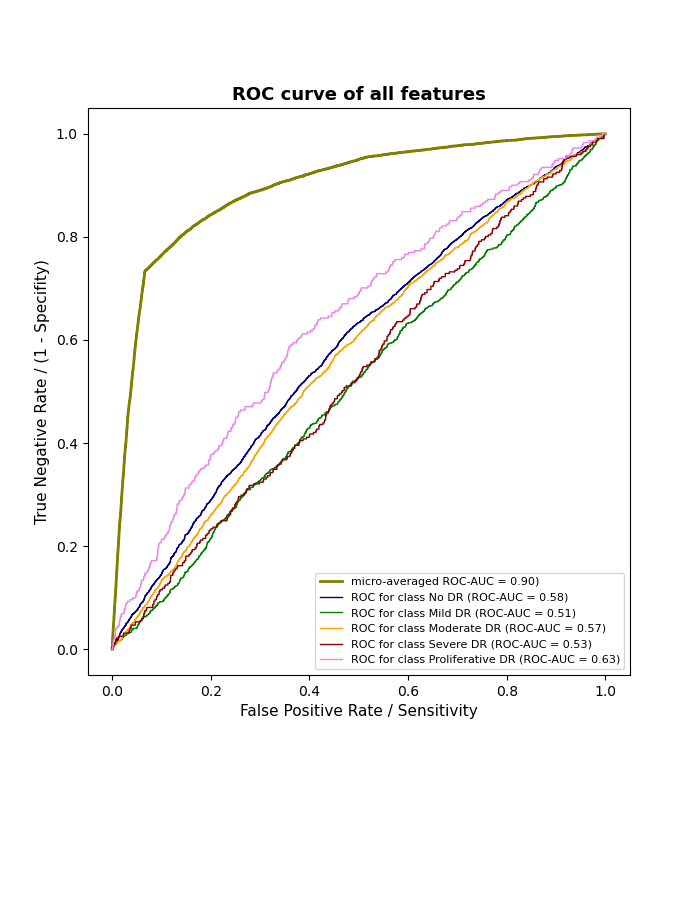 ROC curve of all features
1.0
0.8
0.6
0.4
0.2
0.0
True Negative Rate / (1 - Specifity)
micro-averaged ROC-AUC = 0.90)
ROC for class No DR (ROC-AUC = 0.58)
ROC for class Mild DR (ROC-AUC = 0.51)
ROC for class Moderate DR (ROC-AUC = 0.57)
ROC for class Severe DR (ROC-AUC = 0.53)
ROC for class Proliferative DR (ROC-AUC = 0.63)
0.0 0.2 0.4 0.6 0.8 1.0
False Positive Rate / Sensitivity